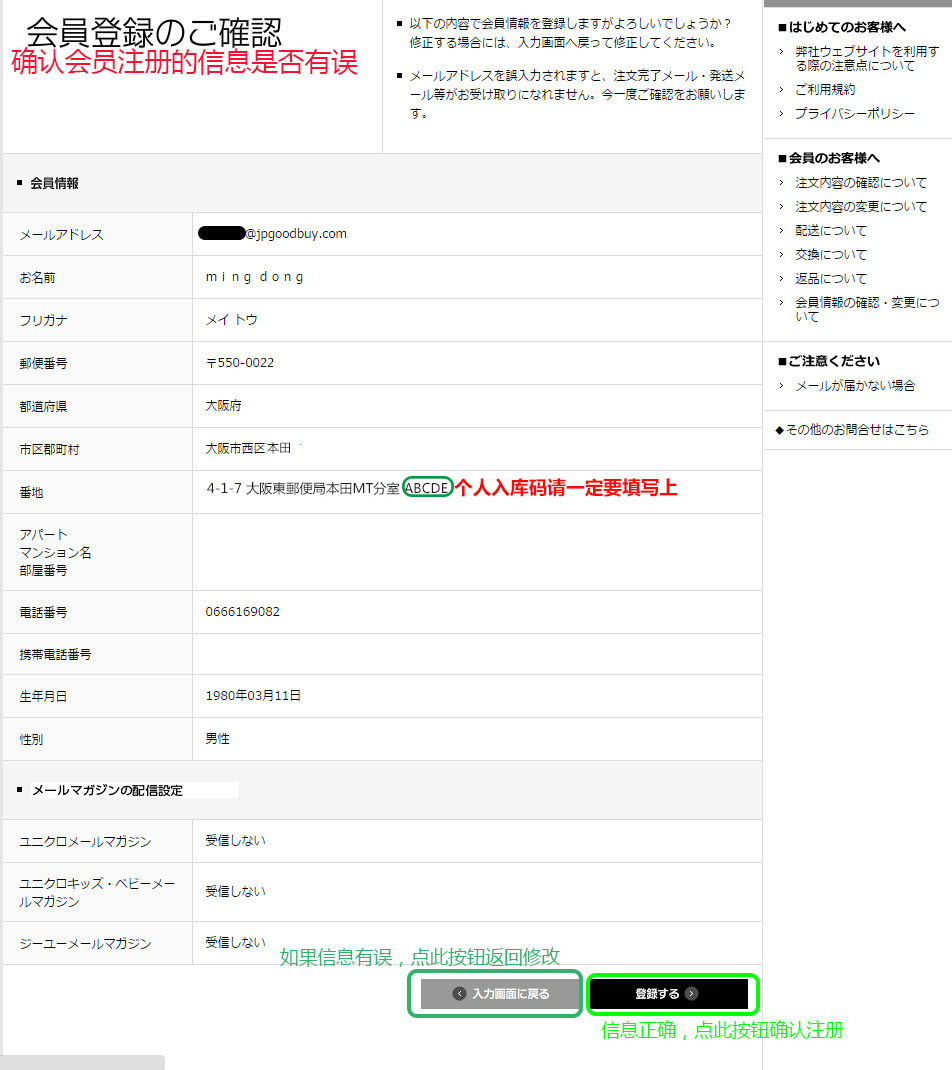 会員登録のご確認
确认会员注册的信息是否有误
以下の内容で会員情報を登録しますがよろしいでしょうか？
修正する場合には、入力画面へ戻って修正してください。
メールアドレスを誤入力されますと、注文完了メール・発送メ
ール等がお受け取りになれません。今一度ご確認をお願いしま
す。
■はじめてのお客様へ
弊社ウェブサイトを利用す
る際の注意点について
ご利用規約
プライバシーポリシー
■会員のお客様へ
注文内容の確認について
注文内容の変更について
配送について
交換について
返品について
会員情報の確認・変更につ
いて
■ご注意ください
メールが届かない場合
◆その他のお問合せはこちら
会員情報
メールアドレス @jpgoodbuy.com
お名前 ｍｉｎｇ ｄｏｎｇ
フリガナ メイ トウ
郵便番号 〒550-0022
都道府県 大阪府
市区郡町村 大阪市西区本田
番地 4-1-7 大阪東郵便局本田MT分室 ABCDE 个人入库码请一定要填写上
アパート
マンション名
部屋番号
電話番号 0666169082
携帯電話番号
生年月日 1980年03月11日
性別 男性
メールマガジンの配信設定
ユニクロメールマガジン 受信しない
ユニクロキッズ・ベビーメー
ルマガジン 受信しない
ジーユーメールマガジン 受信しない
如果信息有误，点此按钮返回修改
入力画面に戻る 登録する
信息正确，点此按钮确认注册